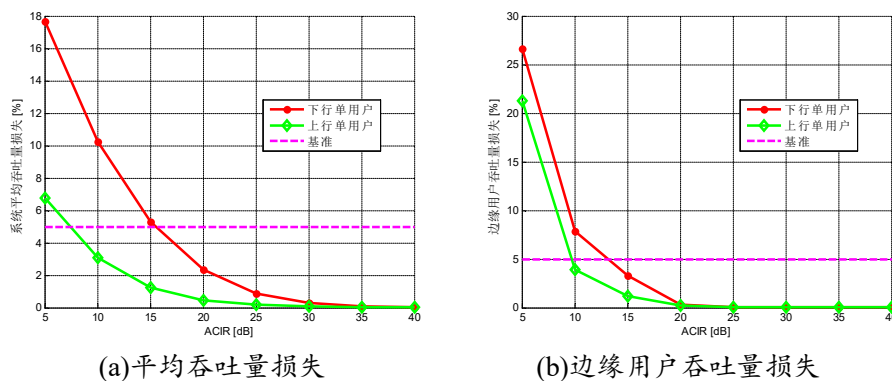 18
16
14
12
10
8
6
4
2
0
系统平均吞吐量损失 [%]
下行单用户
上行单用户
基准
5 10 15 20 25 30 35 40
ACIR [dB]
(a)平均吞吐量损失
30
25
20
15
10
5
0
边缘用户吞吐量损失 [%]
下行单用户
上行单用户
基准
5 10 15 20 25 30 35 40
ACIR [dB]
(b)边缘用户吞吐量损失